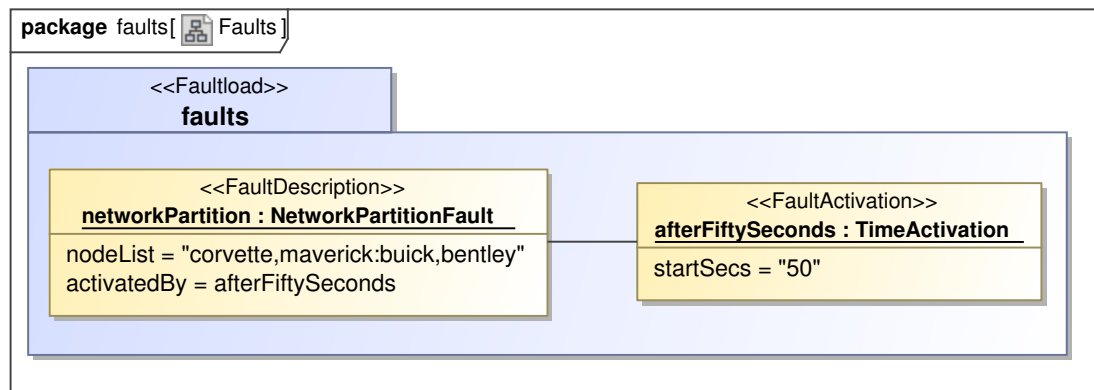 package faults[ Faults ]
<<Faultload>>
faults
<<FaultDescription>>
networkPartition : NetworkPartitionFault
nodeList = "corvette,maverick:buick,bentley"
activatedBy = afterFiftySeconds
<<FaultActivation>>
afterFiftySeconds : TimeActivation
startSecs = "50"